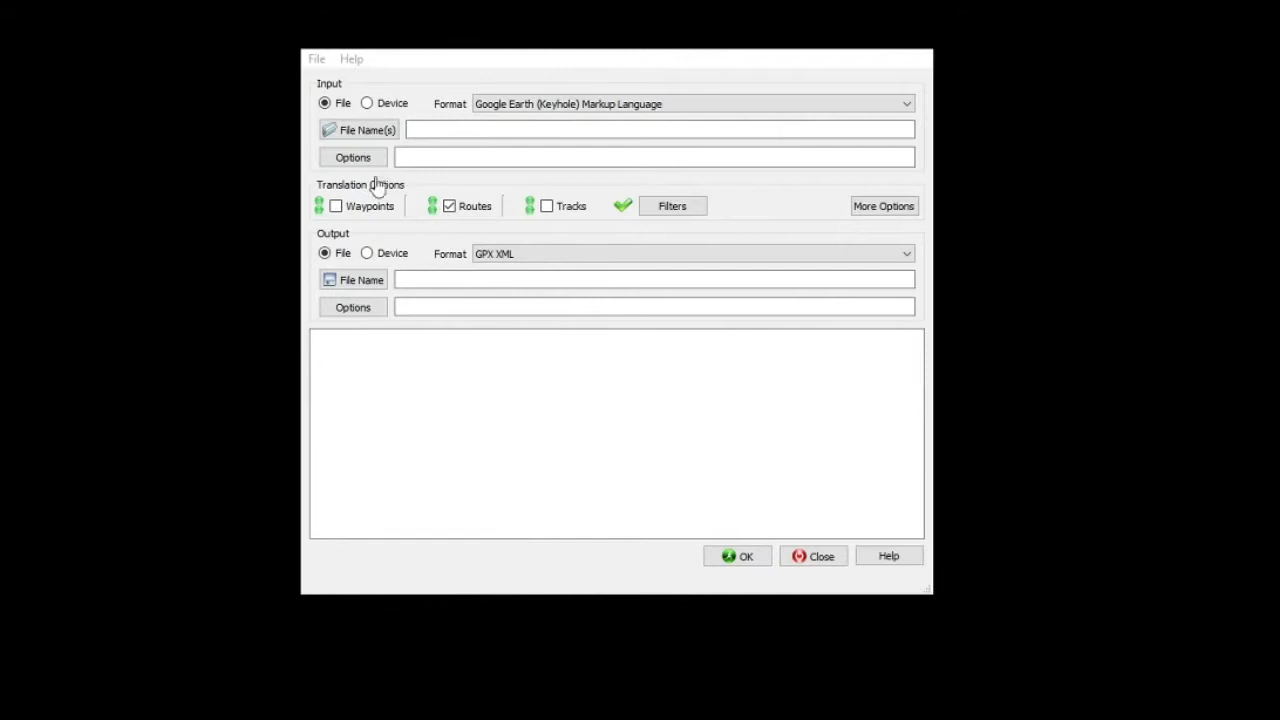 File Help
Input
File Device Format Google Earth (Keyhole) Markup Language
File Name(s)
Options
Translation Options
Waypoints Routes Tracks Filters More Options
Output
File Device Format GPX XML
File Name
Options
OK Close Help